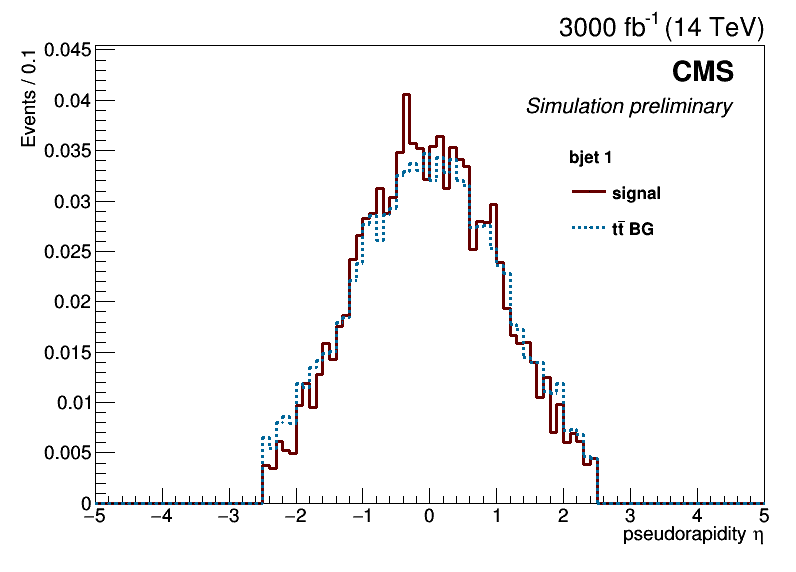 3000 fb⁻¹ (14 TeV)
Events / 0.1
0.045
0.04
0.035
0.03
0.025
0.02
0.015
0.01
0.005
0
CMS
Simulation preliminary
bjet 1
signal
tt̄ BG
−5 −4 −3 −2 −1 0 1 2 3 4 5
pseudorapidity η